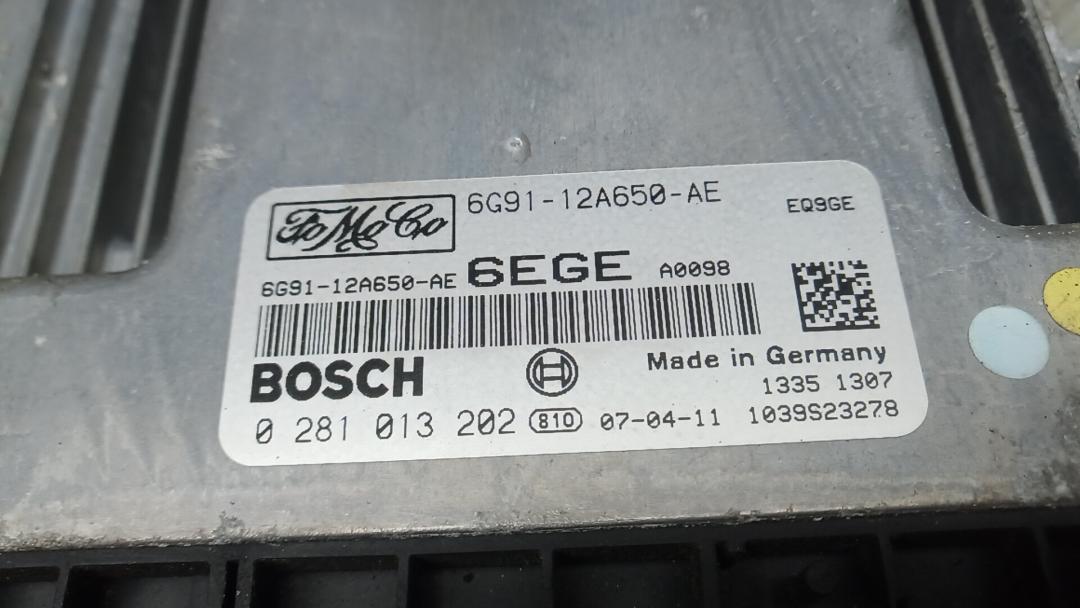 FoMoCo 6G91-12A650-AE EQ9GE
6G91-12A650-AE 6EGE A0098
BOSCH Made in Germany
1335 1307
0 281 013 202 810 07-04-11 1039S23278